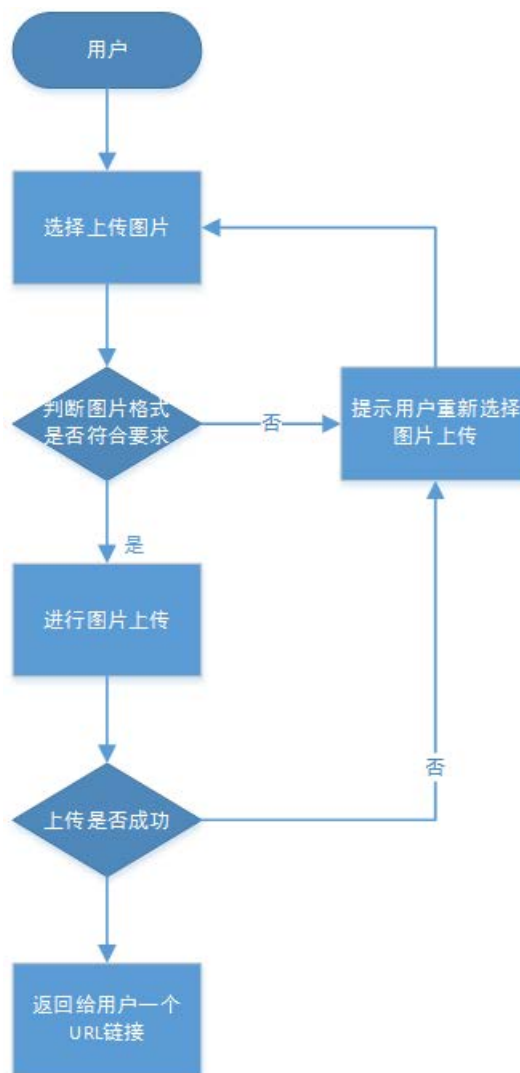 用户
选择上传图片
判断图片格式
是否符合要求
否
提示用户重新选择
图片上传
是
进行图片上传
否
上传是否成功
返回给用户一个
URL链接